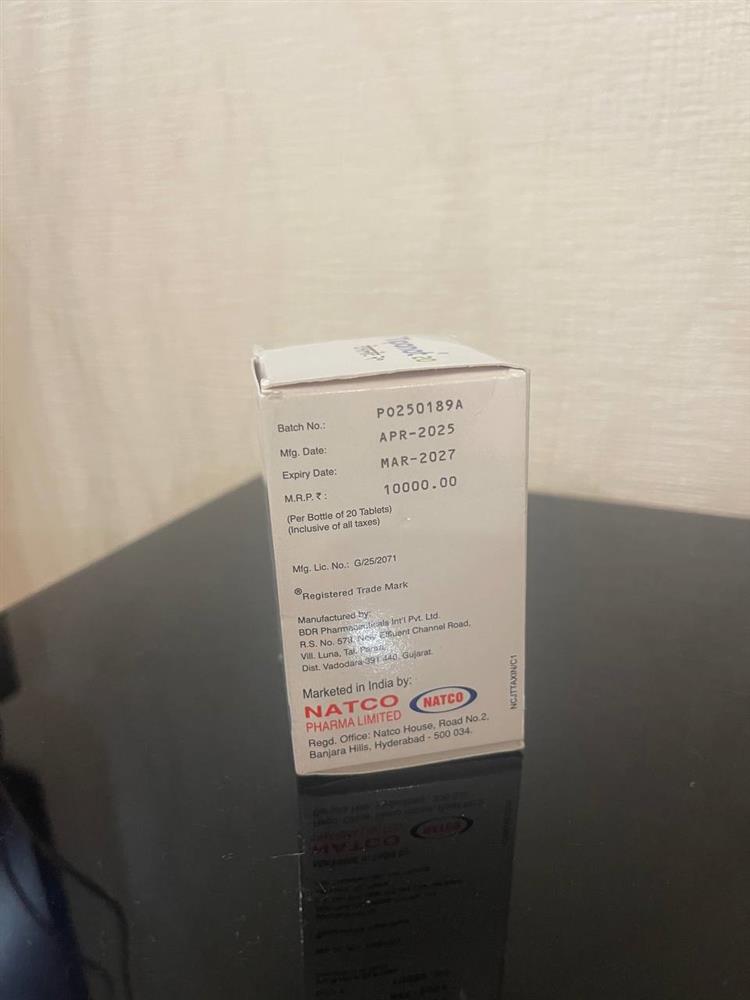 Batch No.: PO250189A
Mfg. Date: APR-2025
Expiry Date: MAR-2027
M.R.P. ₹ : 10000.00
(Per Bottle of 20 Tablets)
(Inclusive of all taxes)
Mfg. Lic. No.: G/25/2071
®Registered Trade Mark
Manufactured by:
BDR Pharmaceuticals Int'l Pvt. Ltd.
R.S. No. 578, Near Effluent Channel Road,
Vill. Luna, Tal. Padra,
Dist. Vadodara-391 440, Gujarat.
Marketed in India by:
NATCO
PHARMA LIMITED
NATCO
Regd. Office: Natco House, Road No.2,
Banjara Hills, Hyderabad - 500 034.
NCJTTAXIN/C1